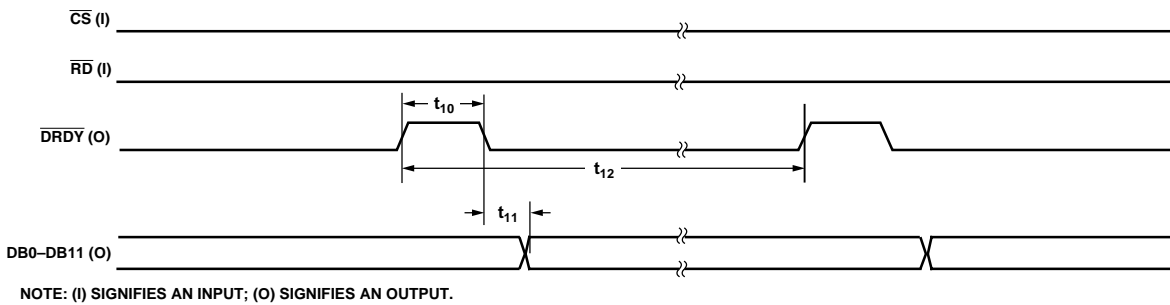 CS (I)
RD (I)
t10
DRDY (O)
t12
t11
DB0–DB11 (O)
NOTE: (I) SIGNIFIES AN INPUT; (O) SIGNIFIES AN OUTPUT.